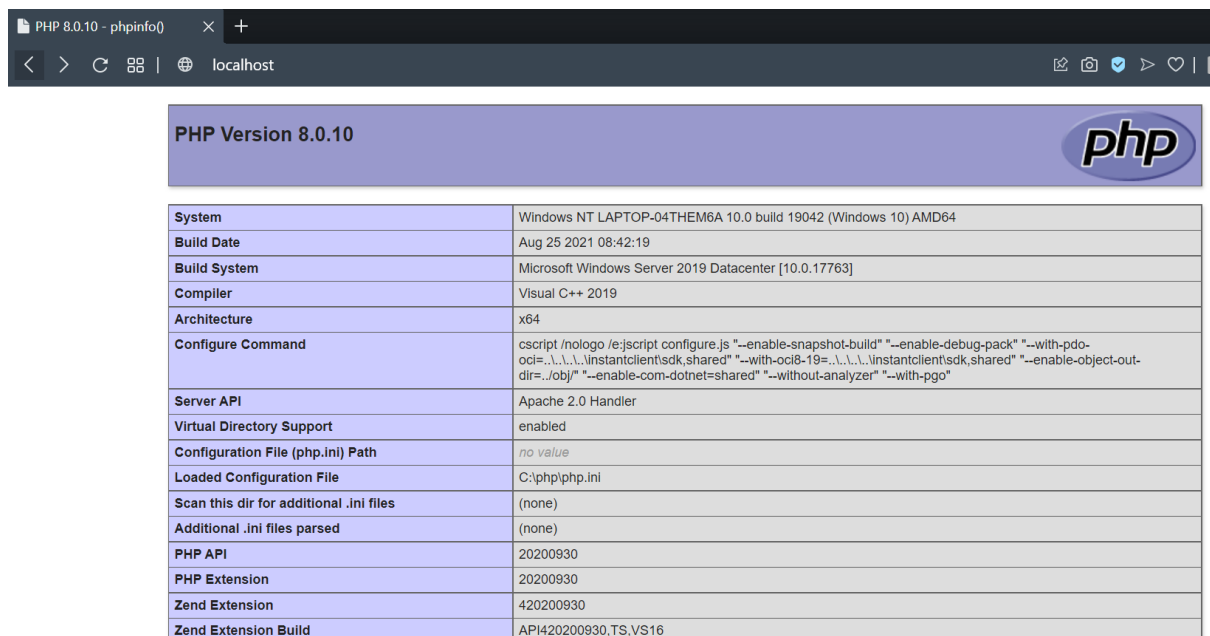 PHP 8.0.10 - phpinfo()
localhost
PHP Version 8.0.10
php
System Windows NT LAPTOP-04THEM6A 10.0 build 19042 (Windows 10) AMD64
Build Date Aug 25 2021 08:42:19
Build System Microsoft Windows Server 2019 Datacenter [10.0.17763]
Compiler Visual C++ 2019
Architecture x64
Configure Command cscript /nologo /e:jscript configure.js "--enable-snapshot-build" "--enable-debug-pack" "--with-pdo-
oci=..\..\..\..\instantclient\sdk,shared" "--with-oci8-19=..\..\..\..\instantclient\sdk,shared" "--enable-object-out-
dir=../obj/" "--enable-com-dotnet=shared" "--without-analyzer" "--with-pgo"
Server API Apache 2.0 Handler
Virtual Directory Support enabled
Configuration File (php.ini) Path no value
Loaded Configuration File C:\php\php.ini
Scan this dir for additional .ini files (none)
Additional .ini files parsed (none)
PHP API 20200930
PHP Extension 20200930
Zend Extension 420200930
Zend Extension Build API420200930,TS,VS16